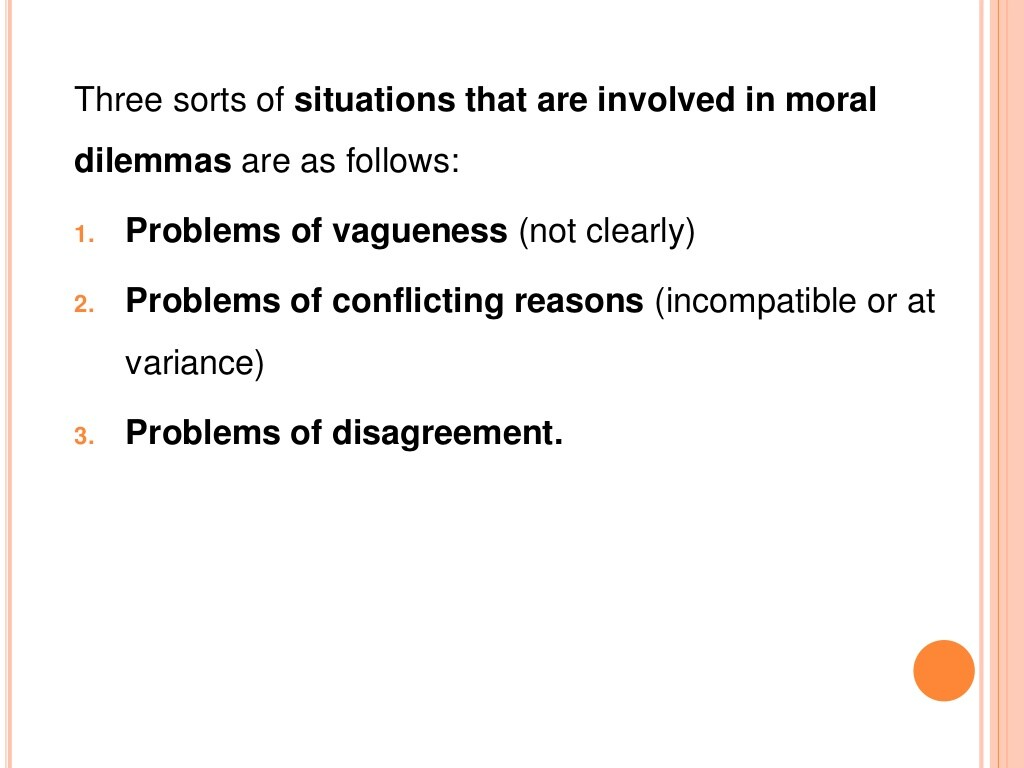 Three sorts of situations that are involved in moral
dilemmas are as follows:
1. Problems of vagueness (not clearly)
2. Problems of conflicting reasons (incompatible or at
variance)
3. Problems of disagreement.